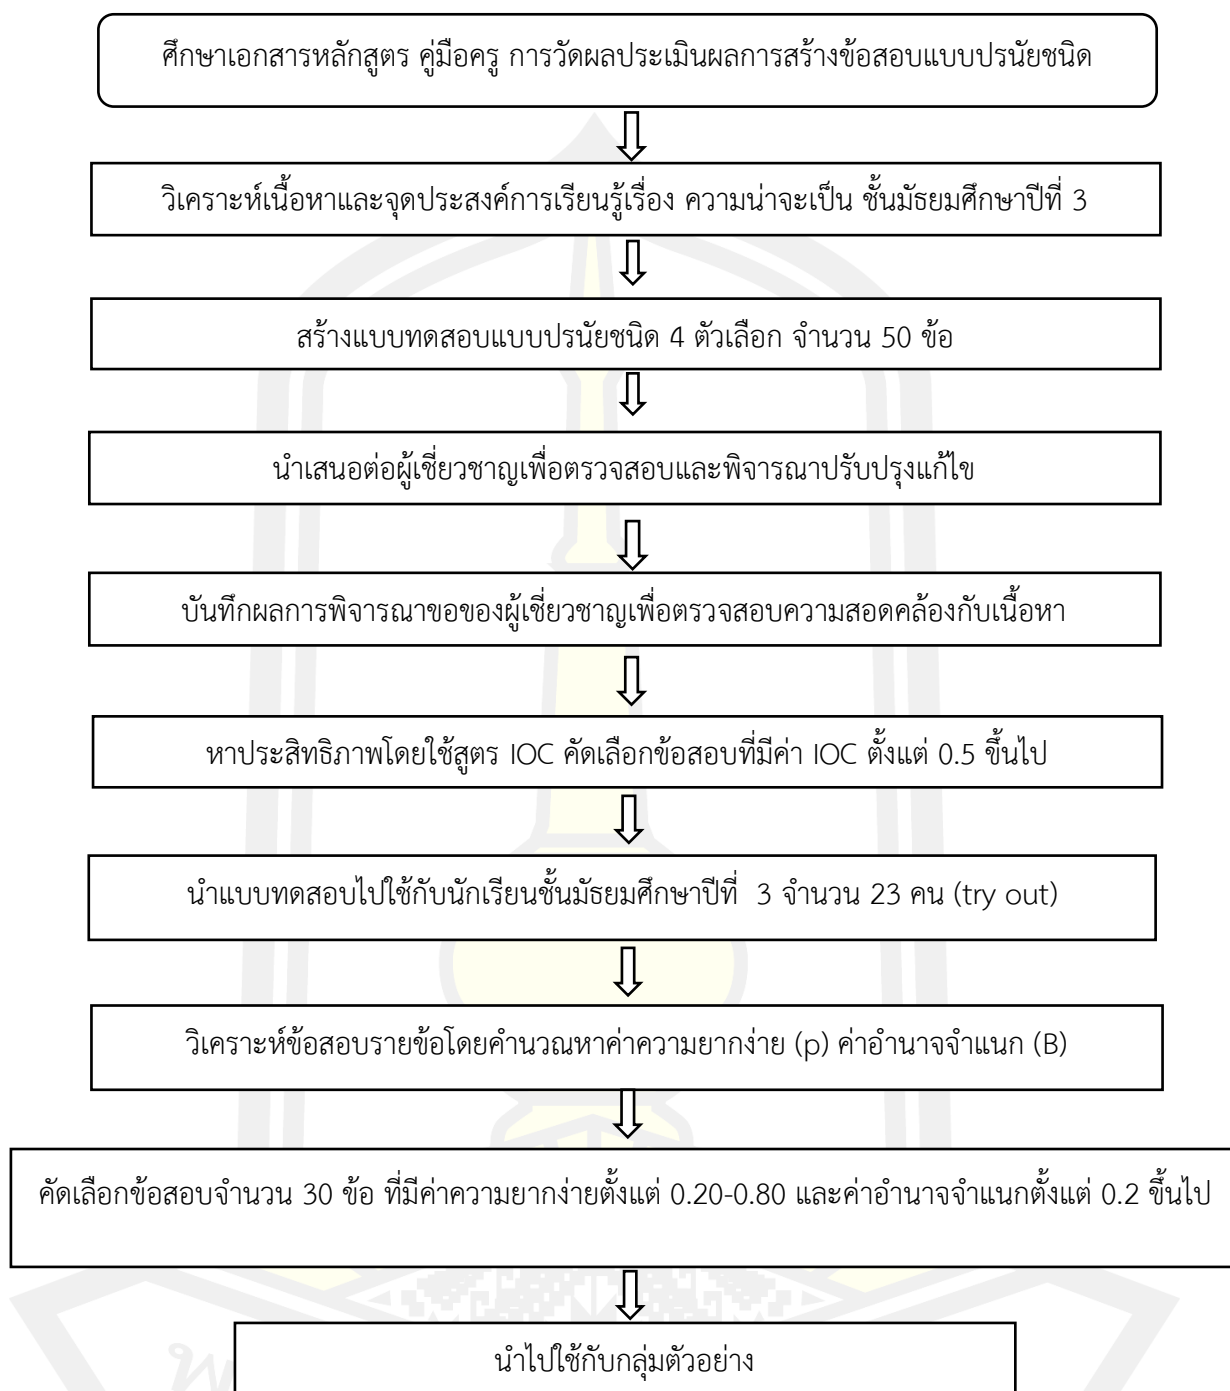 ศึกษาเอกสารหลักสูตร คู่มือครู การวัดผลประเมินผลการสร้างข้อสอบแบบปรนัยชนิด
วิเคราะห์เนื้อหาและจุดประสงค์การเรียนรู้เรื่อง ความน่าจะเป็น ชั้นมัธยมศึกษาปีที่ 3
สร้างแบบทดสอบแบบปรนัยชนิด 4 ตัวเลือก จำนวน 50 ข้อ
นำเสนอต่อผู้เชี่ยวชาญเพื่อตรวจสอบและพิจารณาปรับปรุงแก้ไข
บันทึกผลการพิจารณาขอของผู้เชี่ยวชาญเพื่อตรวจสอบความสอดคล้องกับเนื้อหา
หาประสิทธิภาพโดยใช้สูตร IOC คัดเลือกข้อสอบที่มีค่า IOC ตั้งแต่ 0.5 ขึ้นไป
นำแบบทดสอบไปใช้กับนักเรียนชั้นมัธยมศึกษาปีที่ 3 จำนวน 23 คน (try out)
วิเคราะห์ข้อสอบรายข้อโดยคำนวณหาค่าความยากง่าย (p) ค่าอำนาจจำแนก (B)
คัดเลือกข้อสอบจำนวน 30 ข้อ ที่มีค่าความยากง่ายตั้งแต่ 0.20-0.80 และค่าอำนาจจำแนกตั้งแต่ 0.2 ขึ้นไป
นำไปใช้กับกลุ่มตัวอย่าง